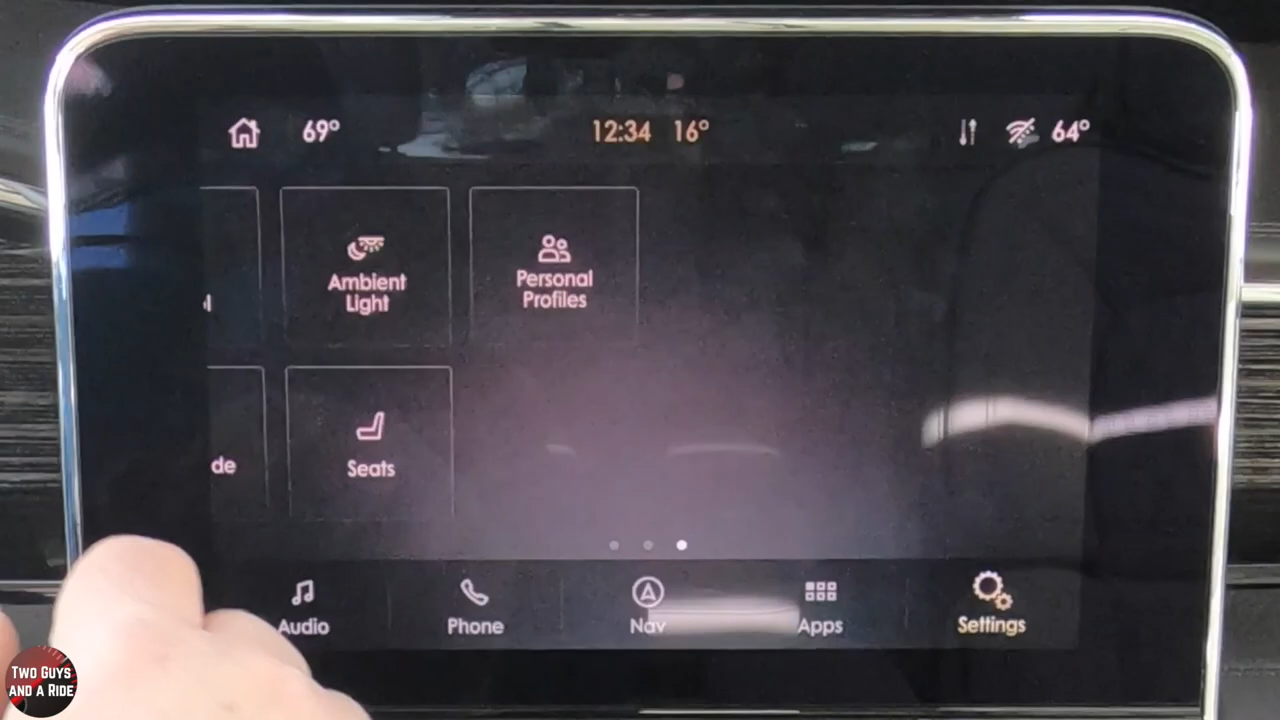 69° 12:34 16° 64°
Ambient
Light
Personal
Profiles
de
Seats
Audio Phone Nav Apps Settings
TWO GUYS
AND A RIDE